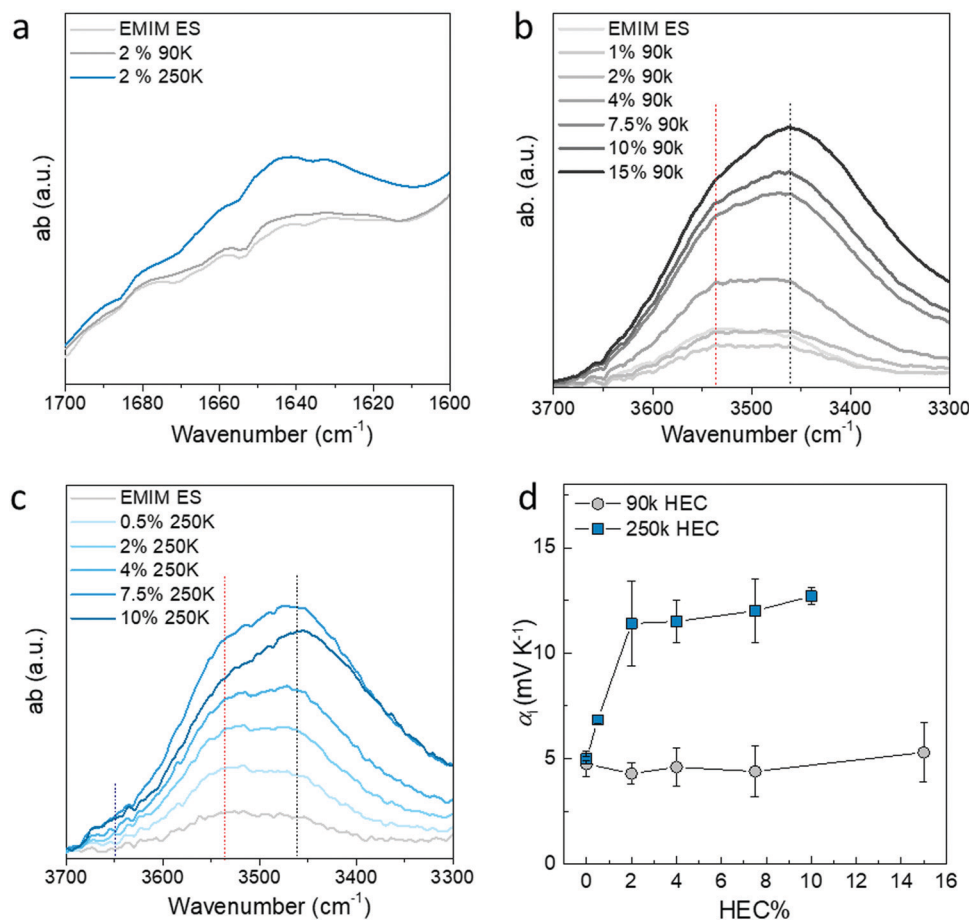 a
EMIM ES
2 % 90K
2 % 250K
ab (a.u.)
1700 1680 1660 1640 1620 1600
Wavenumber (cm⁻¹)
b
EMIM ES
1% 90k
2% 90k
4% 90k
7.5% 90k
10% 90k
15% 90k
ab. (a.u.)
3700 3600 3500 3400 3300
Wavenumber (cm⁻¹)
c
EMIM ES
0.5% 250K
2% 250K
4% 250K
7.5% 250K
10% 250K
ab (a.u.)
3700 3600 3500 3400 3300
Wavenumber (cm⁻¹)
d
90k HEC
250k HEC
15
10
5
0
αᵢ (mV K⁻¹)
0 2 4 6 8 10 12 14 16
HEC%